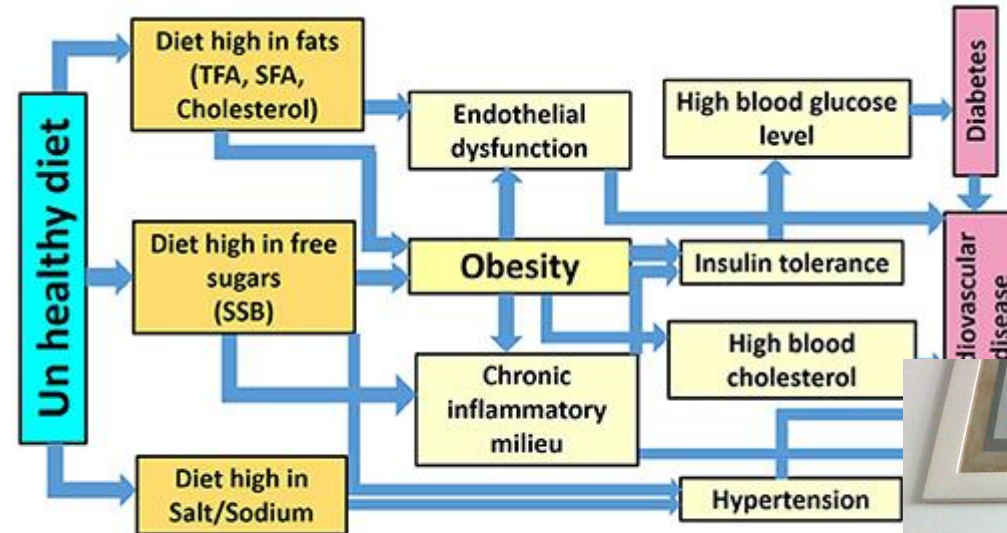 Un healthy diet
Diet high in fats
(TFA, SFA,
Cholesterol)
Diet high in free
sugars
(SSB)
Diet high in
Salt/Sodium
Endothelial
dysfunction
Obesity
Chronic
inflammatory
milieu
High blood glucose
level
Insulin tolerance
High blood
cholesterol
Hypertension
Diabetes
disease